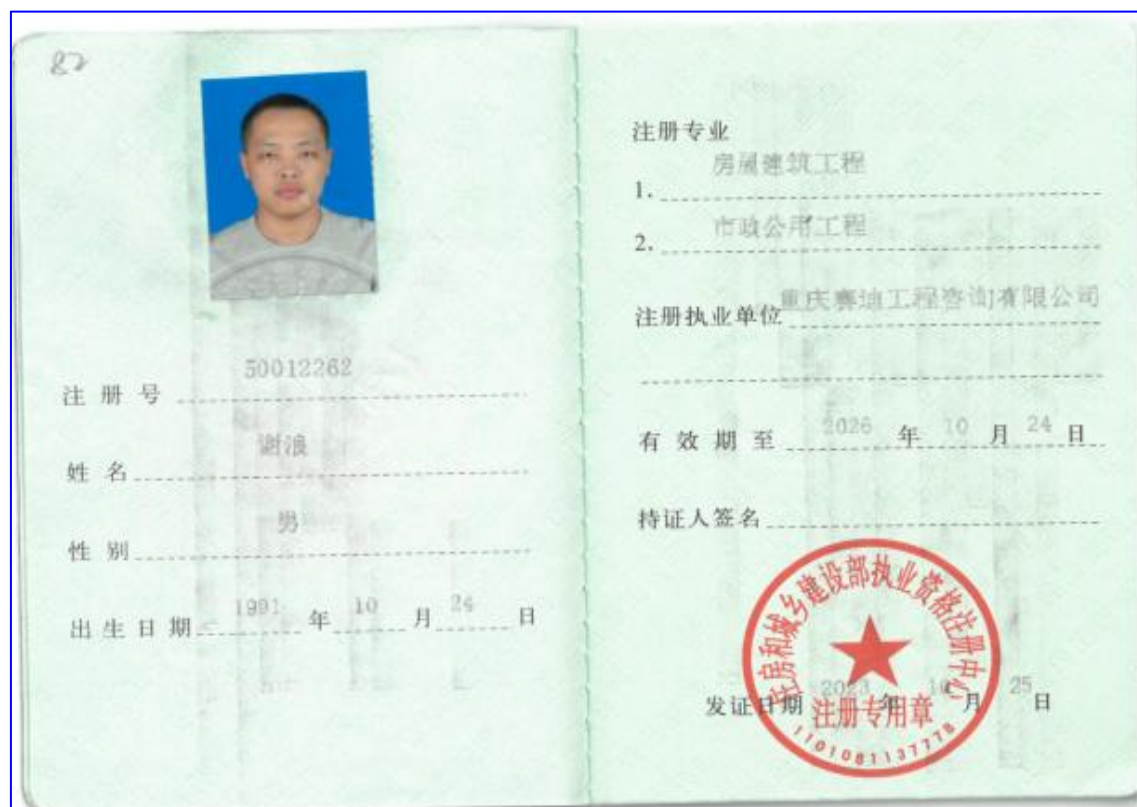 82
注册号 50012262
姓名 谢浪
性别 男
出生日期 1991 年 10 月 24 日
注册专业
1. 房屋建筑工程
2. 市政公用工程
注册执业单位 重庆赛迪工程咨询有限公司
有效期至 2026 年 10 月 24 日
持证人签名
住房和城乡建设部执业资格注册中心
发证日期 2023 年 10 月 25 日
注册专用章
1101081137778